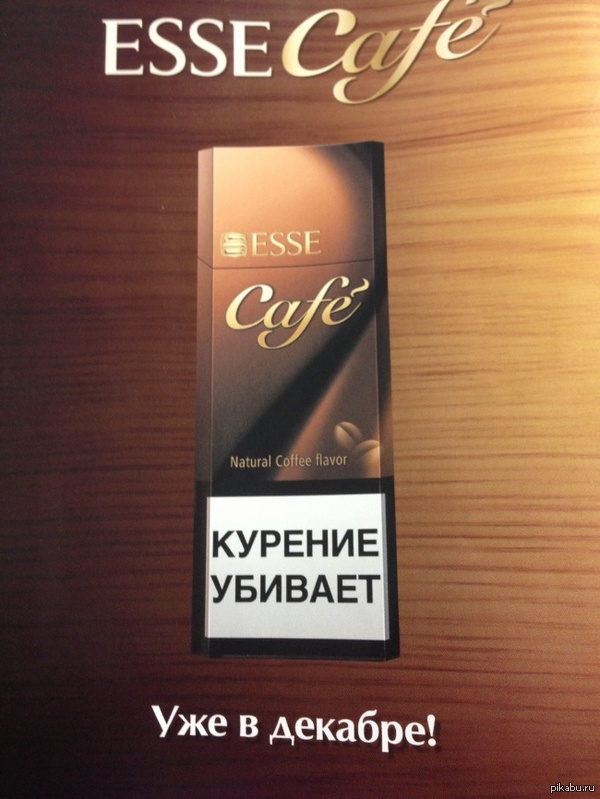 ESSE Café
ESSE
Café
Natural Coffee flavor
КУРЕНИЕ
УБИВАЕТ
Уже в декабре!
pikabu.ru